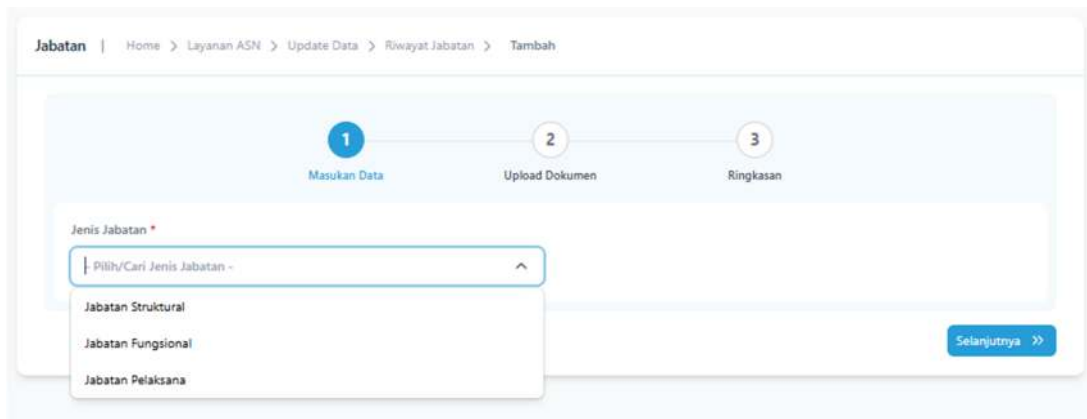 Jabatan | Home > Layanan ASN > Update Data > Riwayat Jabatan > Tambah
1 2 3
Masukan Data Upload Dokumen Ringkasan
Jenis Jabatan *
- Pilih/Cari Jenis Jabatan -
Jabatan Struktural
Jabatan Fungsional
Selanjutnya >>
Jabatan Pelaksana